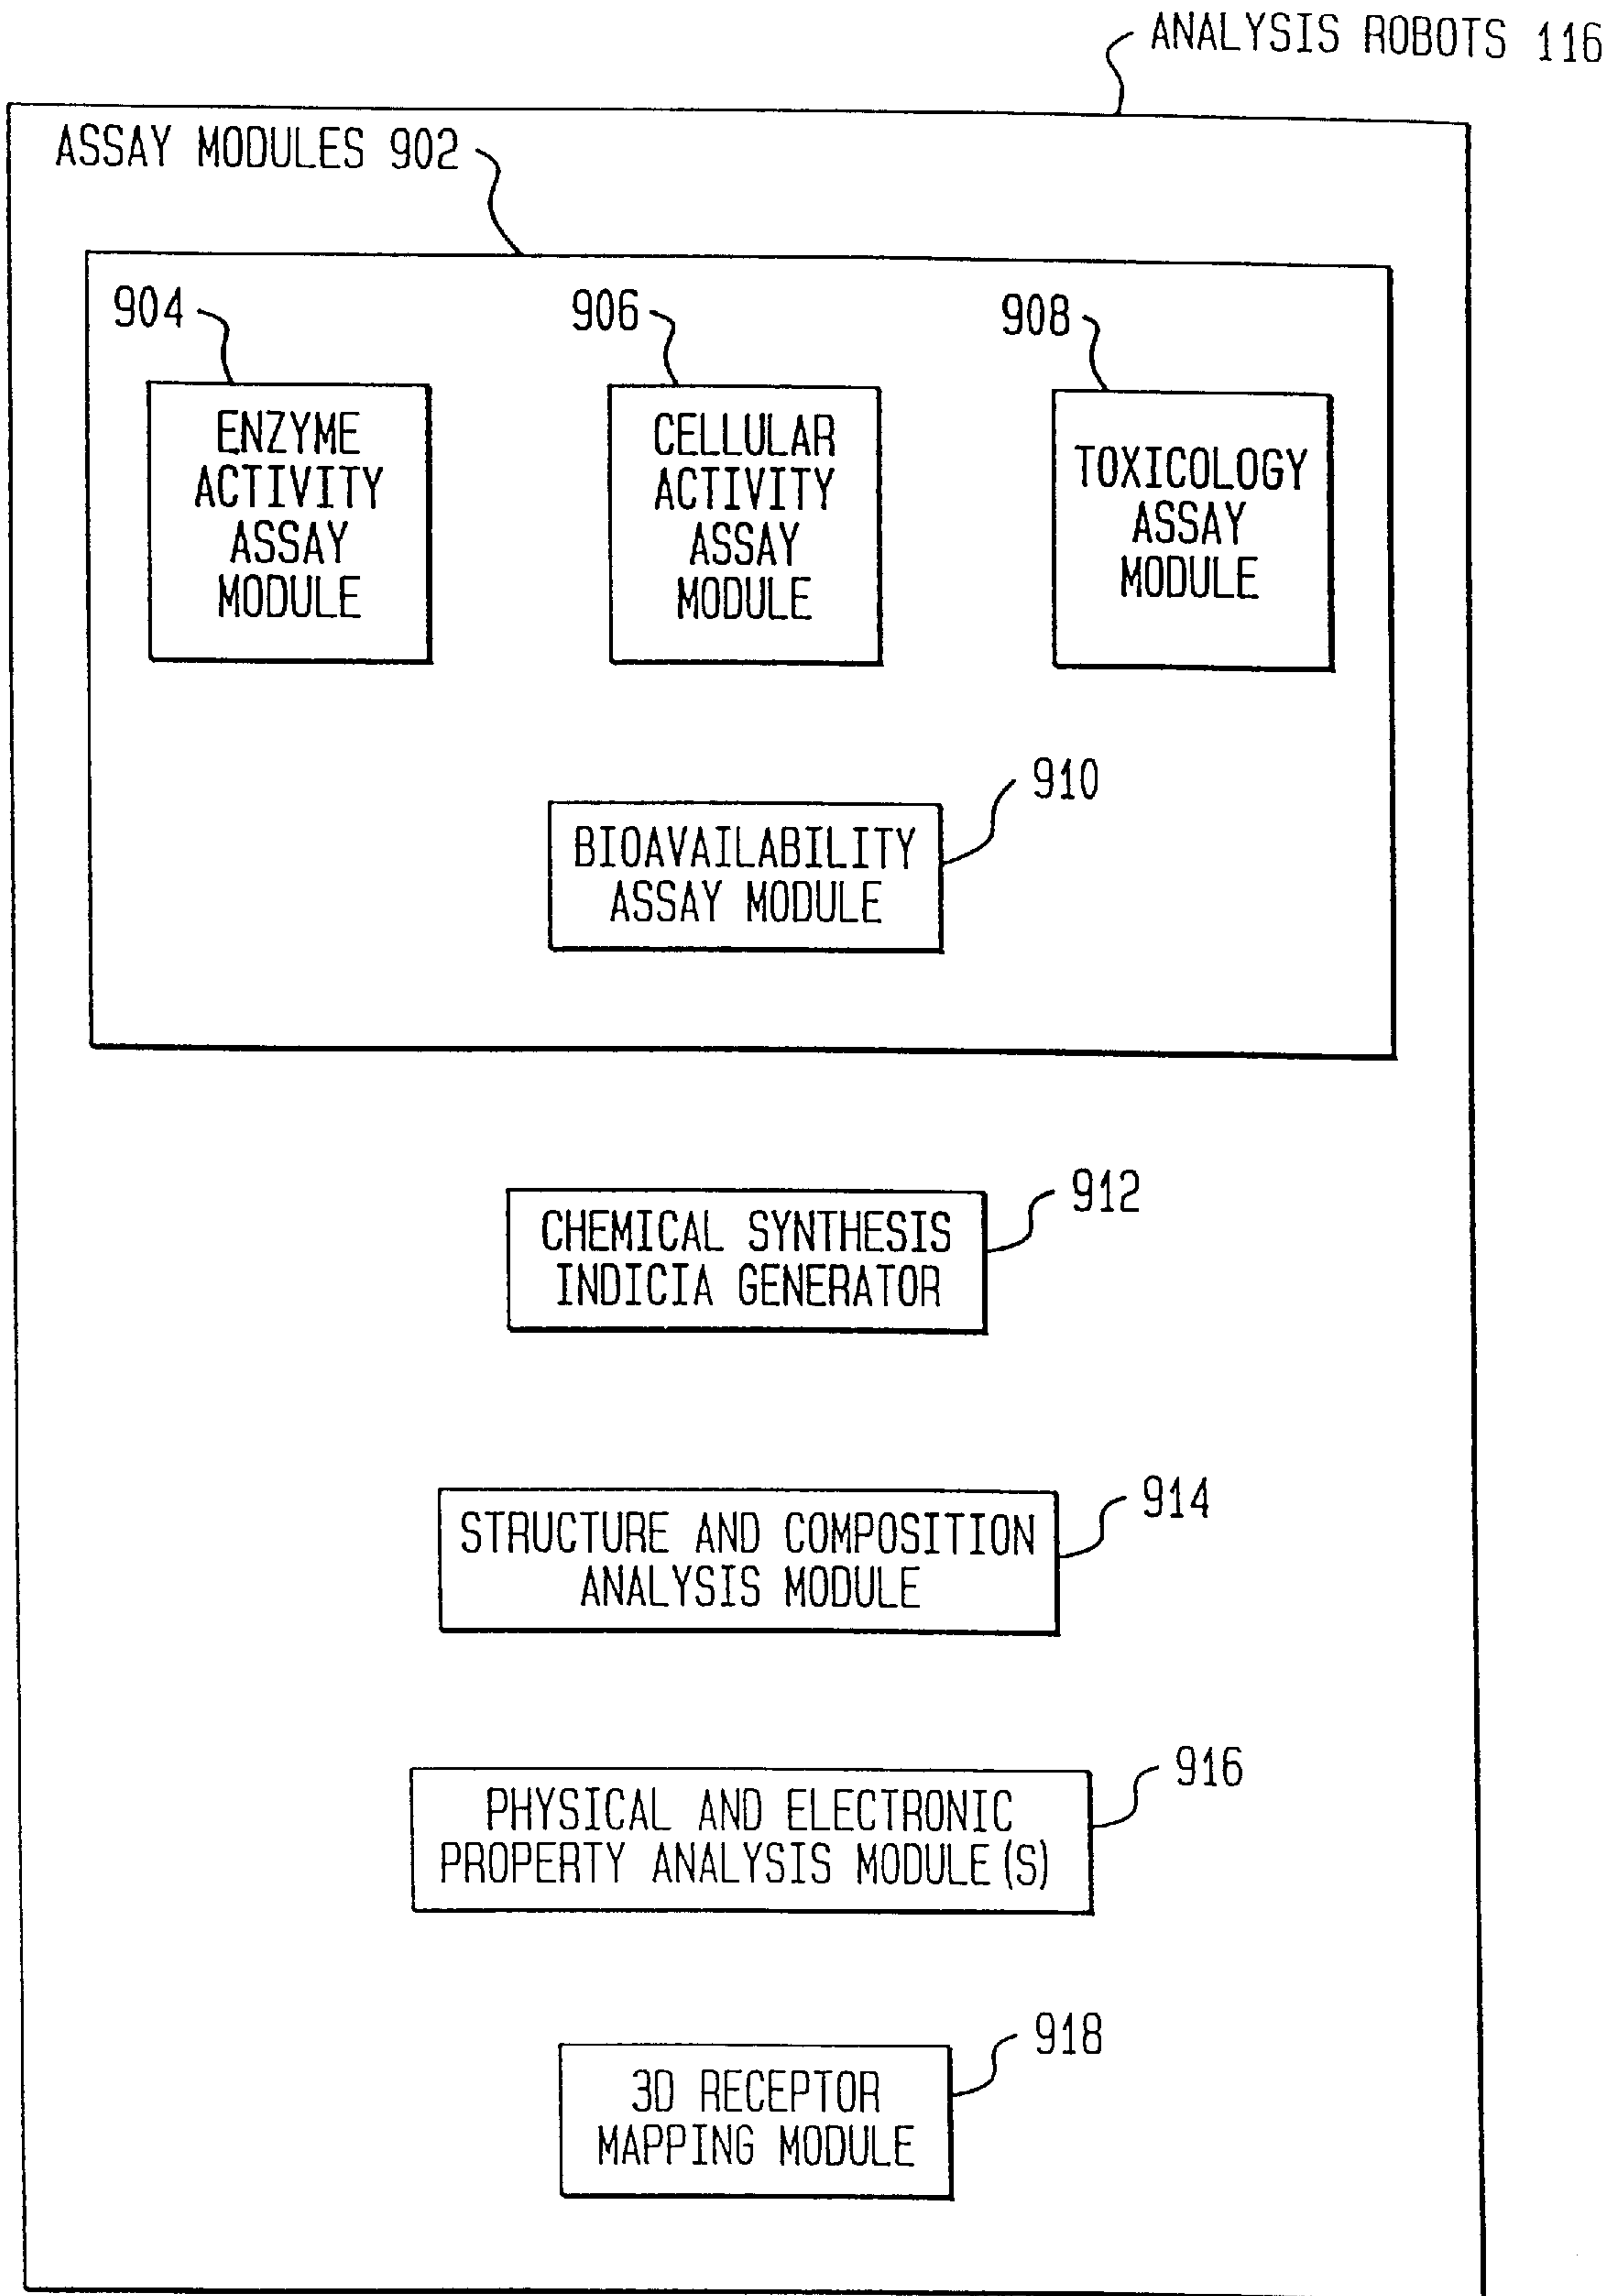 ANALYSIS ROBOTS 116
ASSAY MODULES 902
904
906
908
ENZYME
ACTIVITY
ASSAY
MODULE
CELLULAR
ACTIVITY
ASSAY
MODULE
TOXICOLOGY
ASSAY
MODULE
910
BIOAVAILABILITY
ASSAY MODULE
912
CHEMICAL SYNTHESIS
INDICIA GENERATOR
914
STRUCTURE AND COMPOSITION
ANALYSIS MODULE
916
PHYSICAL AND ELECTRONIC
PROPERTY ANALYSIS MODULE(S)
918
3D RECEPTOR
MAPPING MODULE